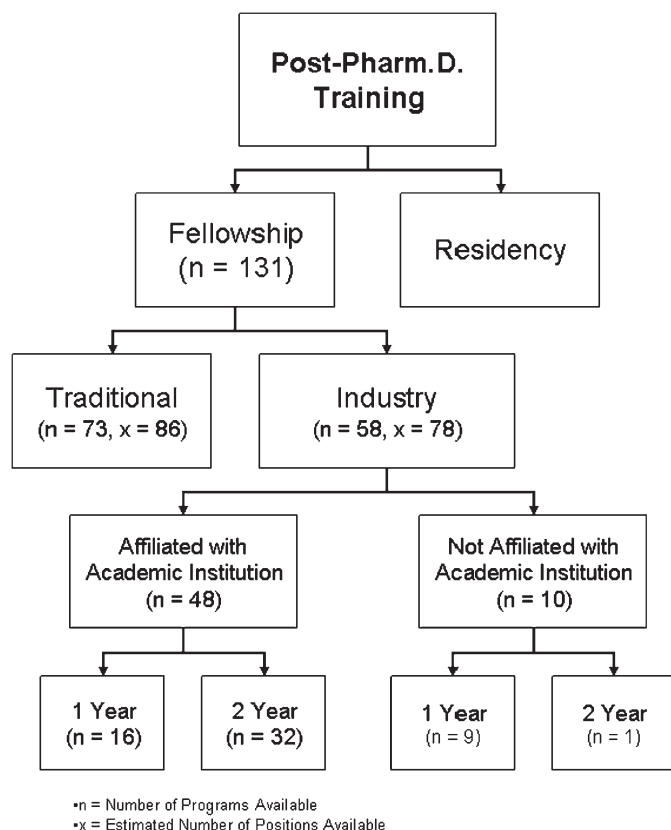 Post-Pharm.D.
Training
Fellowship
(n = 131)
Residency
Traditional
(n = 73, x = 86)
Industry
(n = 58, x = 78)
Affiliated with
Academic Institution
(n = 48)
Not Affiliated with
Academic Institution
(n = 10)
1 Year
(n = 16)
2 Year
(n = 32)
1 Year
(n = 9)
2 Year
(n = 1)
•n = Number of Programs Available
•x = Estimated Number of Positions Available